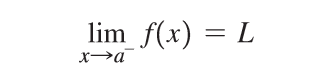 lim f(x) = L
x→a⁻